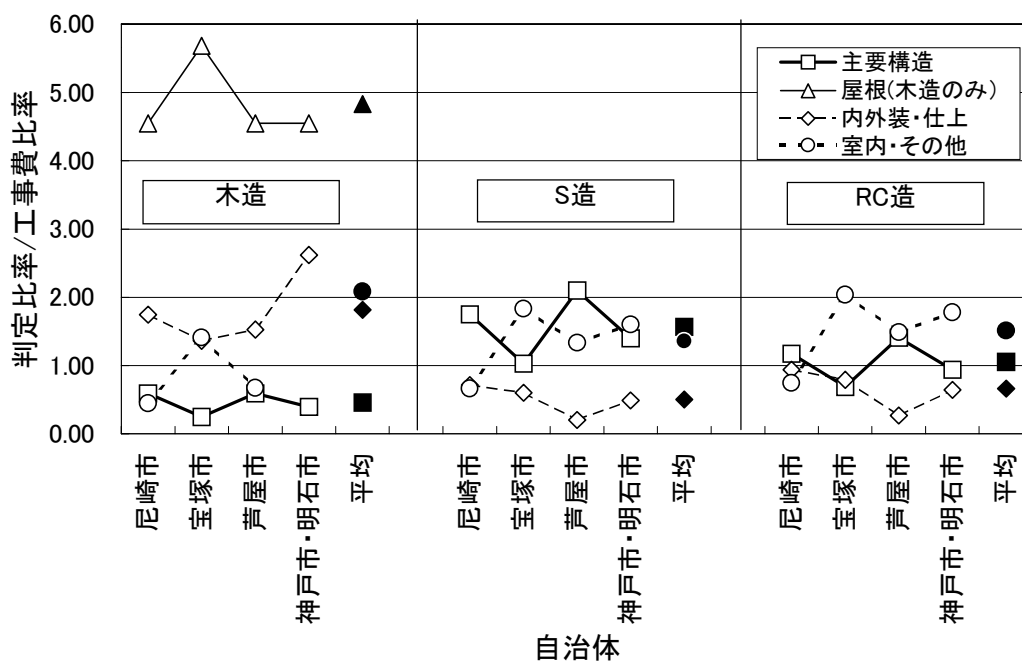 6.00
5.00
4.00
3.00
2.00
1.00
0.00
判定比率/工事費比率
主要構造
屋根(木造のみ)
内外装・仕上
室内・その他
木造
S造
RC造
尼崎市
宝塚市
芦屋市
神戸市・明石市
平均
尼崎市
宝塚市
芦屋市
神戸市・明石市
平均
尼崎市
宝塚市
芦屋市
神戸市・明石市
平均
自治体